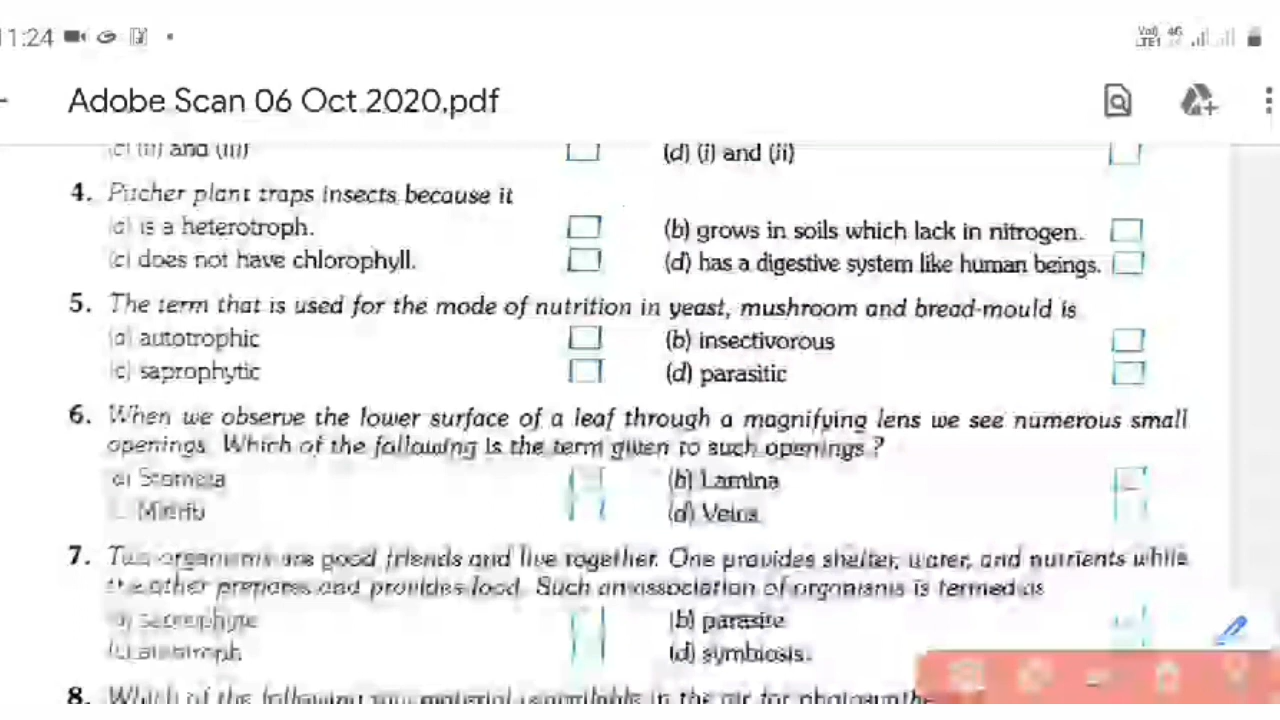 11:24
Adobe Scan 06 Oct 2020.pdf
(c) (ii) and (iii) (d) (i) and (ii)
4. Pitcher plant traps insects because it
(a) is a heterotroph. (b) grows in soils which lack in nitrogen.
(c) does not have chlorophyll. (d) has a digestive system like human beings.
5. The term that is used for the mode of nutrition in yeast, mushroom and bread-mould is
(a) autotrophic (b) insectivorous
(c) saprophytic (d) parasitic
6. When we observe the lower surface of a leaf through a magnifying lens we see numerous small
openings. Which of the following is the term given to such openings ?
(a) Stomata (b) Lamina
Midrib (d) Veins
7. Two organisms are good friends and live together. One provides shelter, water, and nutrients while
the other prepares and provides food. Such an association of organisms is termed as
(a) saprophyte (b) parasite
(c) autotroph (d) symbiosis.
8. Which of the following raw material is available in the air for